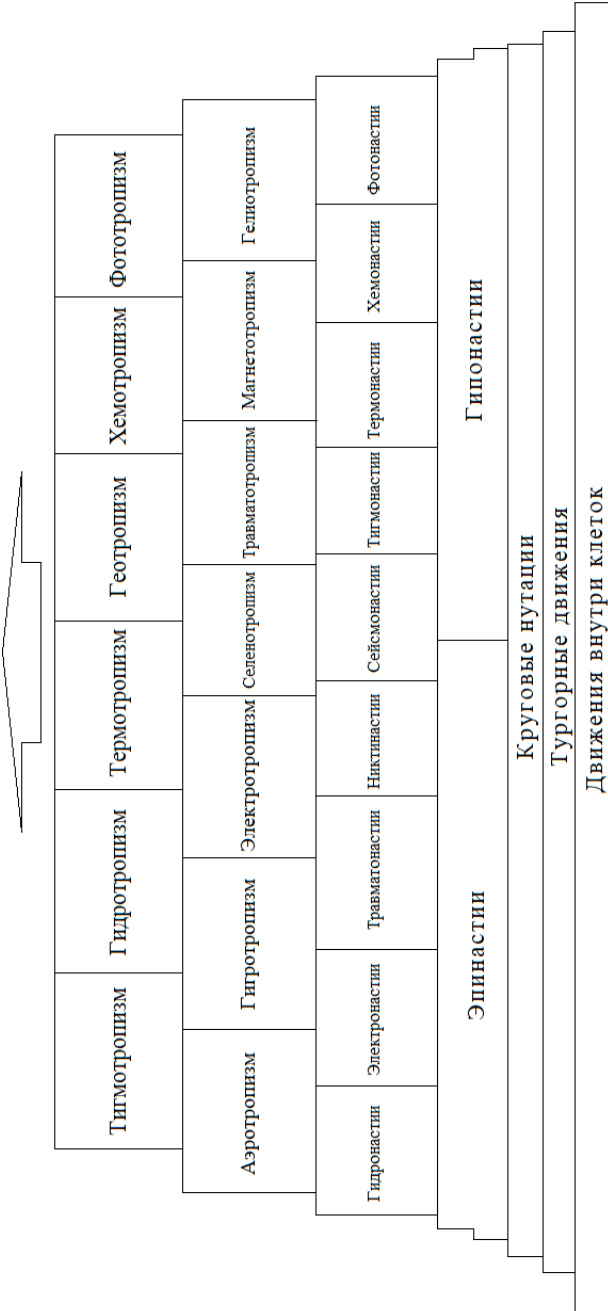 Тигмотропизм
Гидротропизм
Термотропизм
Геотропизм
Хемотропизм
Фототропизм
Аэротропизм
Гигротропизм
Электротропизм
Селенотропизм
Травматотропизм
Магнетотропизм
Гелиотропизм
Гидронастии
Электронастии
Травматонастии
Никтинастии
Сейсмонастии
Тигмонастии
Термонастии
Хемонастии
Фотонастии
Эпинастии
Гипонастии
Круговые нутации
Тургорные движения
Движения внутри клеток